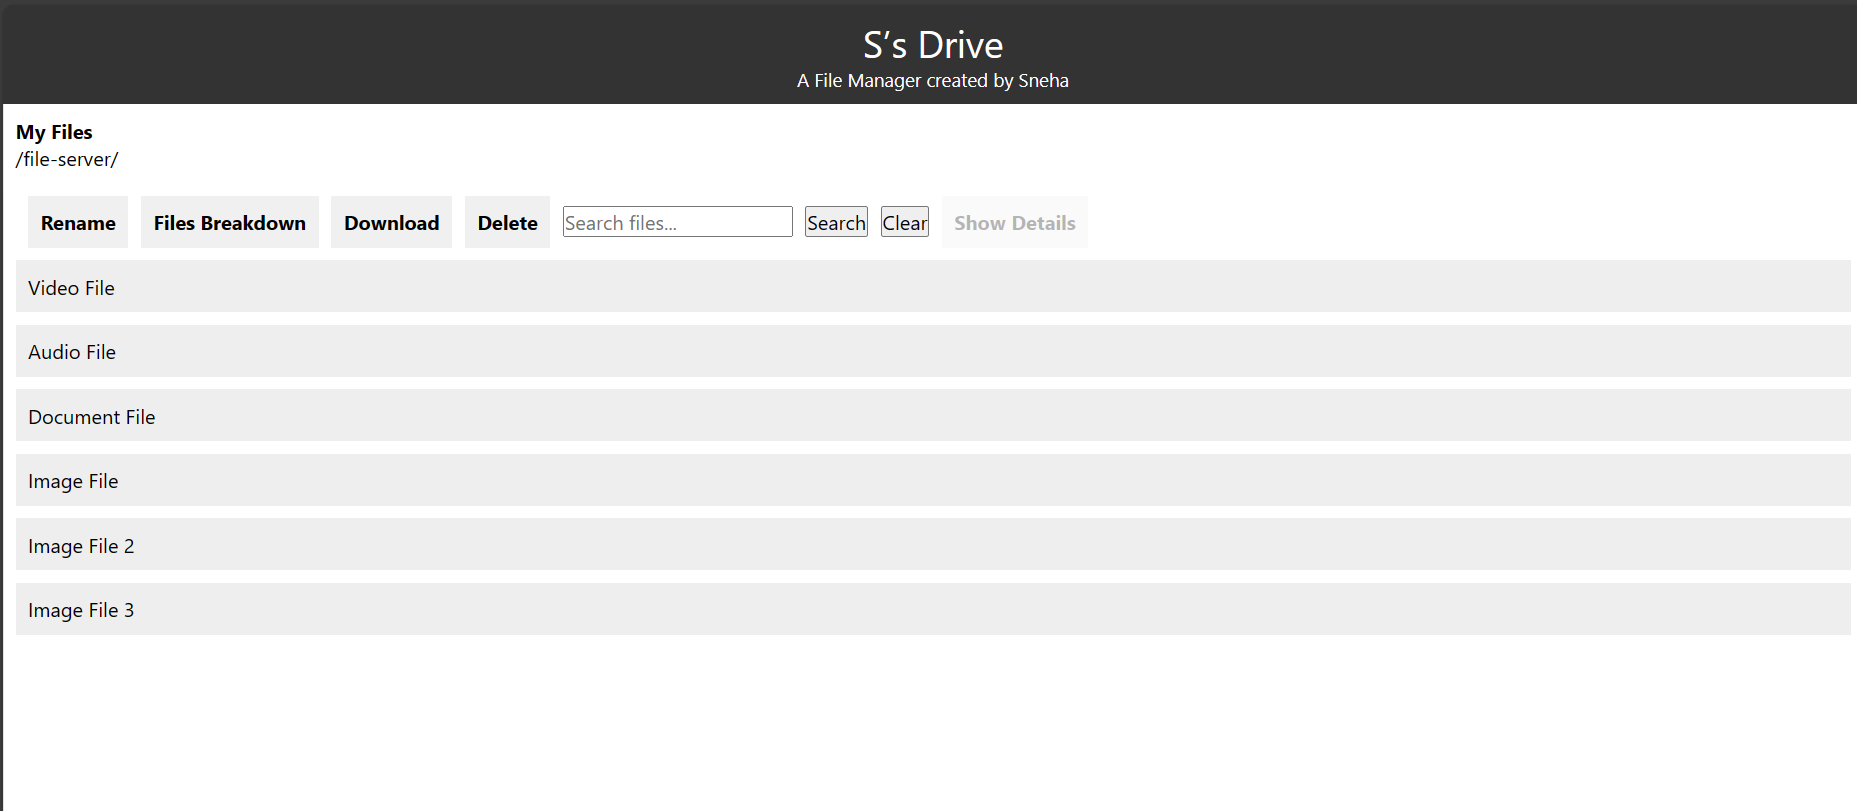 S’s Drive
A File Manager created by Sneha
My Files
/file-server/
Rename Files Breakdown Download Delete Search files... Search Clear Show Details
Video File
Audio File
Document File
Image File
Image File 2
Image File 3